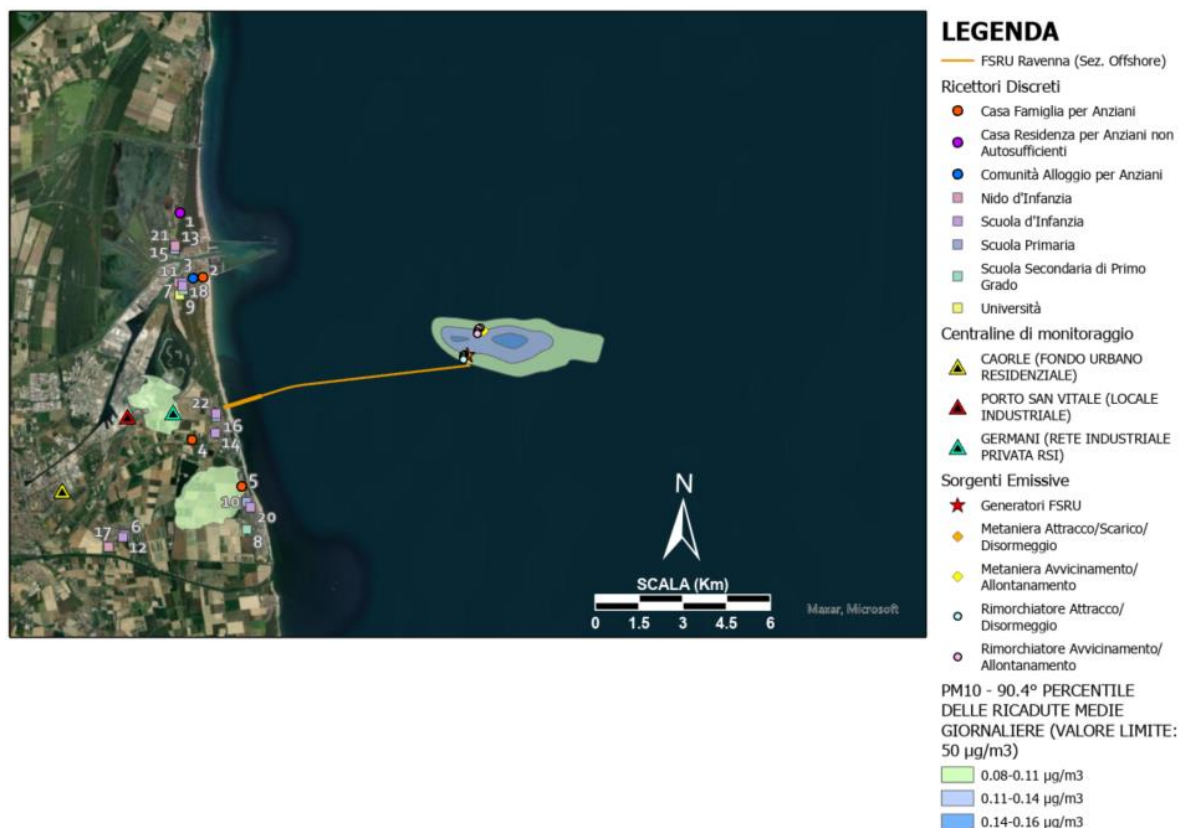 LEGENDA
FSRU Ravenna (Sez. Offshore)
Ricettori Discreti
Casa Famiglia per Anziani
Casa Residenza per Anziani non
Autosufficienti
Comunità Alloggio per Anziani
Nido d'Infanzia
Scuola d'Infanzia
Scuola Primaria
Scuola Secondaria di Primo
Grado
Università
Centraline di monitoraggio
CAORLE (FONDO URBANO
RESIDENZIALE)
PORTO SAN VITALE (LOCALE
INDUSTRIALE)
GERMANI (RETE INDUSTRIALE
PRIVATA RSI)
Sorgenti Emissive
Generatori FSRU
Metaniera Attracco/Scarico/
Disormeggio
Metaniera Avvicinamento/
Allontanamento
Rimorchiatore Attracco/
Disormeggio
Rimorchiatore Avvicinamento/
Allontanamento
PM10 - 90.4° PERCENTILE
DELLE RICADUTE MEDIE
GIORNALIERE (VALORE LIMITE:
50 µg/m3)
0.08-0.11 µg/m3
0.11-0.14 µg/m3
0.14-0.16 µg/m3
1
21 13
15
3 2
11
7 18
9
22
16
14
4
5
10
20
8
17 6
12
N
SCALA (Km)
0 1.5 3 4.5 6
Maxar, Microsoft